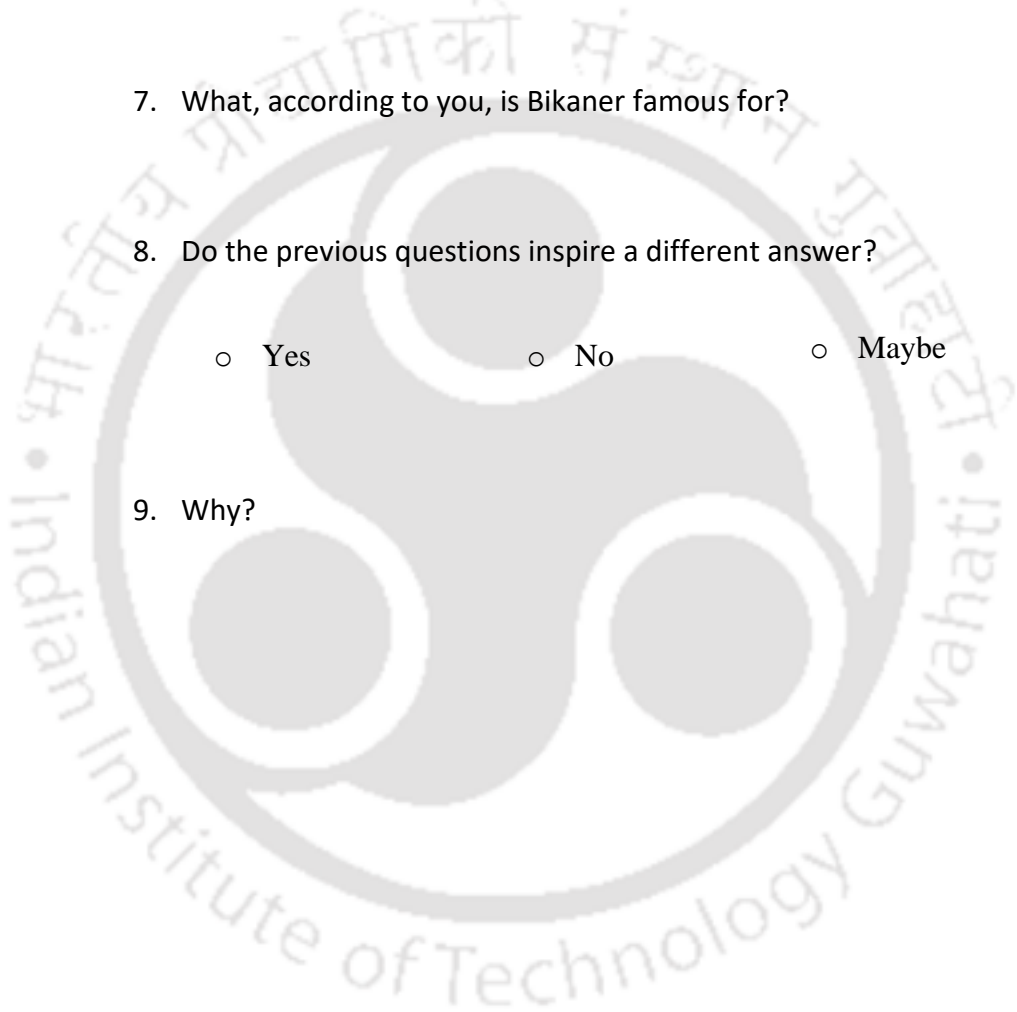 भारतीय प्रौद्योगिकी संस्थान गुवाहाटी
7. What, according to you, is Bikaner famous for?
8. Do the previous questions inspire a different answer?
o Yes o No o Maybe
9. Why?
Indian Institute of Technology Guwahati